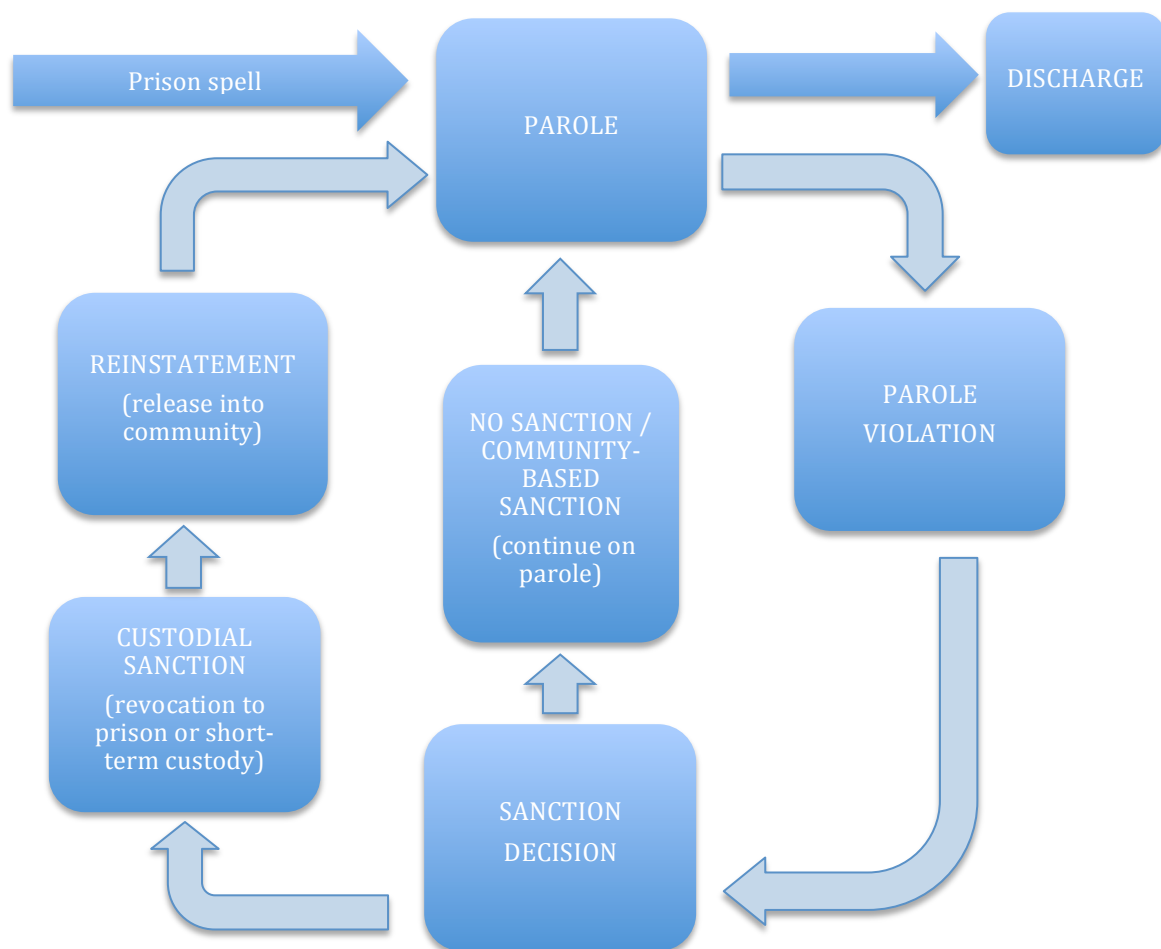 Prison spell
PAROLE
DISCHARGE
REINSTATEMENT
(release into
community)
NO SANCTION /
COMMUNITY-
BASED
SANCTION
(continue on
parole)
PAROLE
VIOLATION
CUSTODIAL
SANCTION
(revocation to
prison or short-
term custody)
SANCTION
DECISION